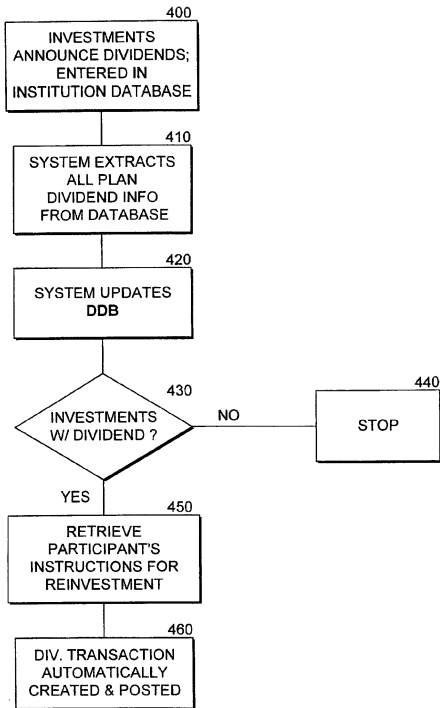 400
INVESTMENTS
ANNOUNCE DIVIDENDS;
ENTERED IN
INSTITUTION DATABASE
410
SYSTEM EXTRACTS
ALL PLAN
DIVIDEND INFO
FROM DATABASE
420
SYSTEM UPDATES
DDB
430
INVESTMENTS
W/ DIVIDEND ?
NO
440
STOP
YES
450
RETRIEVE
PARTICIPANT'S
INSTRUCTIONS FOR
REINVESTMENT
460
DIV. TRANSACTION
AUTOMATICALLY
CREATED & POSTED